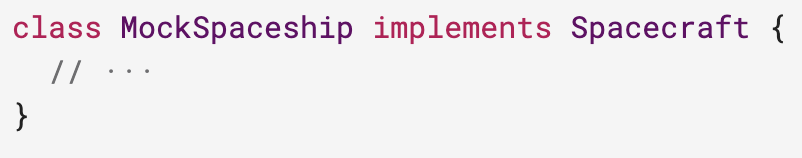 class MockSpaceship implements Spacecraft {
  // ···
}